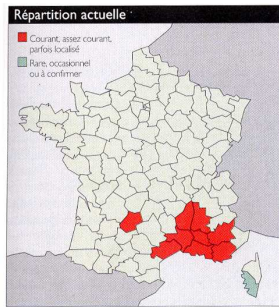 Répartition actuelle
Courant, assez courant,
parfois localisé
Rare, occasionnel
ou à confirmer